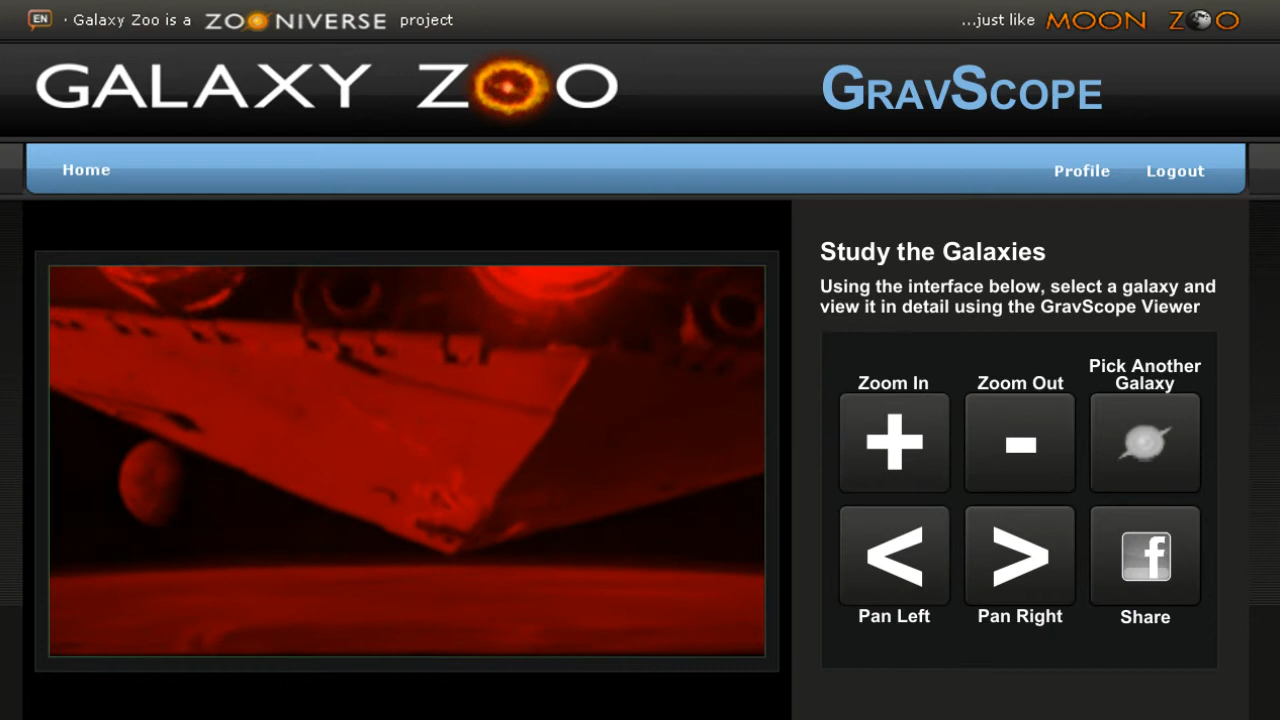 EN · Galaxy Zoo is a ZOONIVERSE project
...just like MOON ZOO
GALAXY ZOO
GRAVSCOPE
Home
Profile
Logout
Study the Galaxies
Using the interface below, select a galaxy and
view it in detail using the GravScope Viewer
Zoom In
Zoom Out
Pick Another
Galaxy
+
-
<
>
f
Pan Left
Pan Right
Share